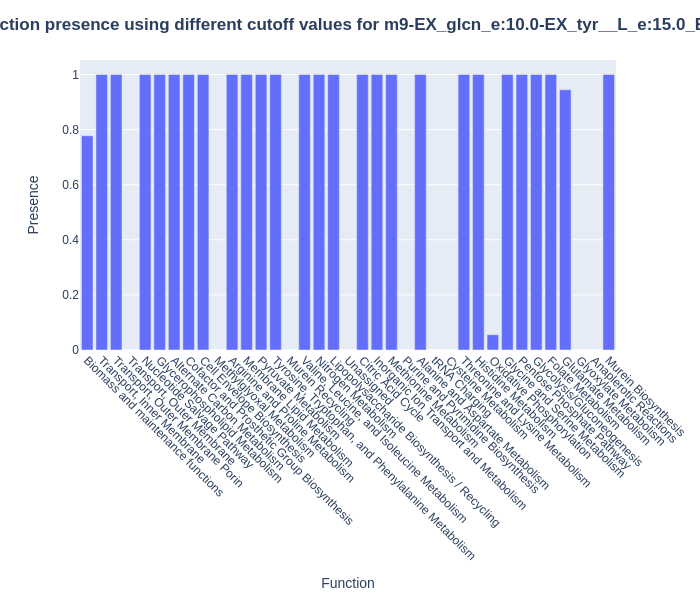 ction presence using different cutoff values for m9-EX_glcn_e:10.0-EX_tyr__L_e:15.0_E
Presence
1
0.8
0.6
0.4
0.2
0
Biomass and maintenance functions
Transport, Inner Membrane
Transport, Outer Membrane
Transport, Outer Membrane Porin
Nucleotide Salvage Pathway
Glycerophospholipid Metabolism
Alternate Carbon Metabolism
Cofactor and Prosthetic Group Biosynthesis
Cell Envelope Biosynthesis
Methylglyoxal Metabolism
Arginine and Proline Metabolism
Membrane Lipid Metabolism
Pyruvate Metabolism
Tyrosine, Tryptophan, and Phenylalanine Metabolism
Murein Recycling
Valine, Leucine, and Isoleucine Metabolism
Nitrogen Metabolism
Lipopolysaccharide Biosynthesis / Recycling
Unassigned
Citric Acid Cycle
Inorganic Ion Transport and Metabolism
Methionine Metabolism
Purine and Pyrimidine Biosynthesis
Alanine and Aspartate Metabolism
tRNA Charging
Cysteine Metabolism
Threonine and Lysine Metabolism
Histidine Metabolism
Oxidative Phosphorylation
Glycine and Serine Metabolism
Pentose Phosphate Pathway
Glycolysis/Gluconeogenesis
Folate Metabolism
Glutamate Metabolism
Glyoxylate Metabolism
Anaplerotic Reactions
Murein Biosynthesis
Function